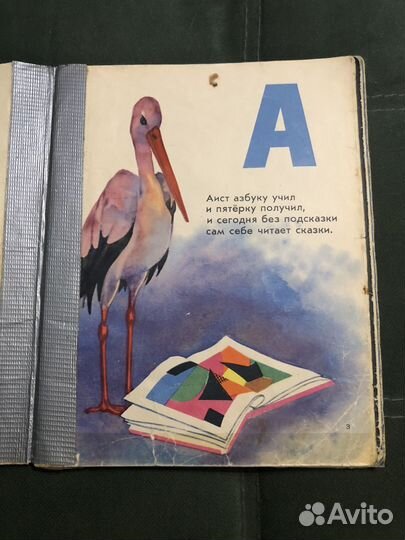 А
Аист азбуку учил
и пятёрку получил,
и сегодня без подсказки
сам себе читает сказки.
3
Avito